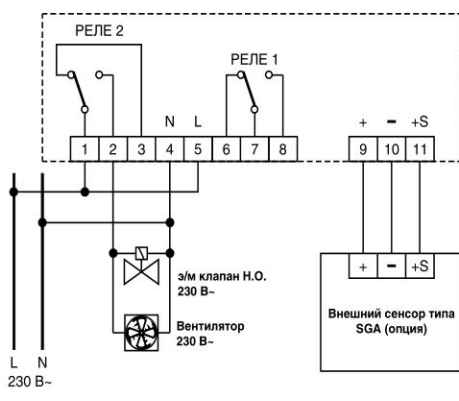 РЕЛЕ 2
РЕЛЕ 1
N L
+ - +S
1 2 3 4 5 6 7 8
9 10 11
+ - +S
э/м клапан Н.О.
230 В~
Внешний сенсор типа
SGA (опция)
Вентилятор
230 В~
L N
230 В~